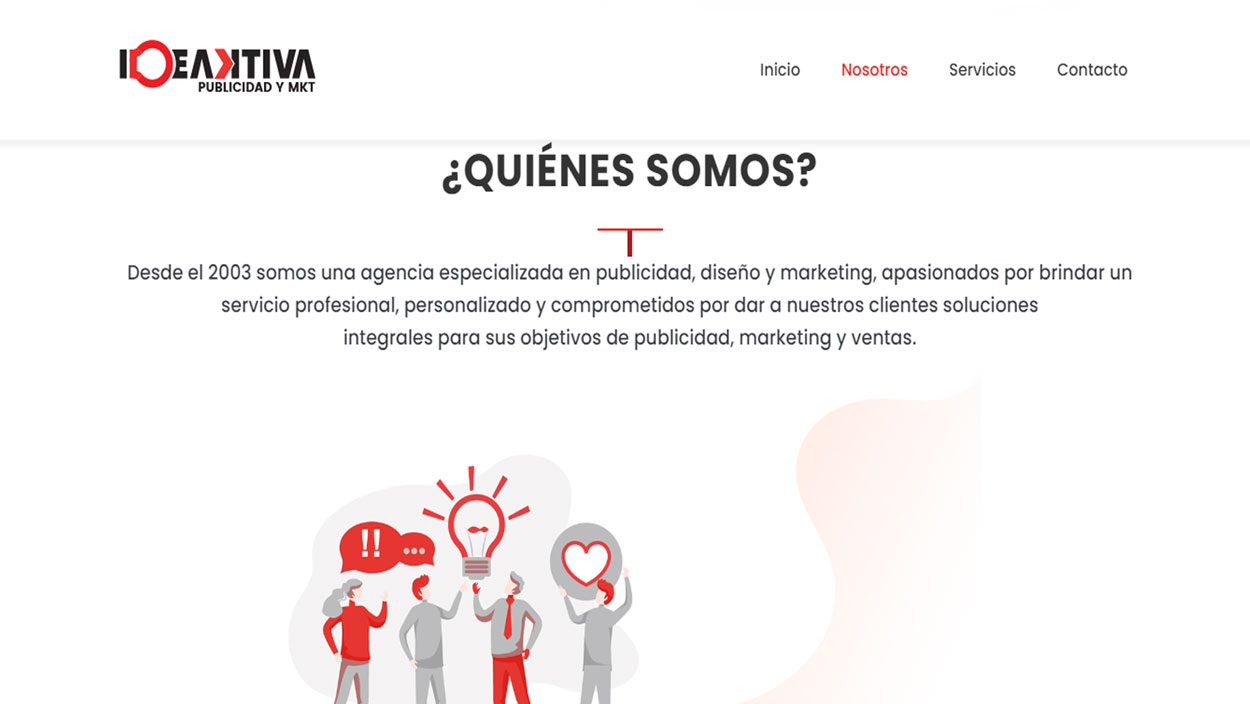 IDEAKTIVA
PUBLICIDAD Y MKT
Inicio Nosotros Servicios Contacto
¿QUIÉNES SOMOS?
Desde el 2003 somos una agencia especializada en publicidad, diseño y marketing, apasionados por brindar un
servicio profesional, personalizado y comprometidos por dar a nuestros clientes soluciones
integrales para sus objetivos de publicidad, marketing y ventas.
!!